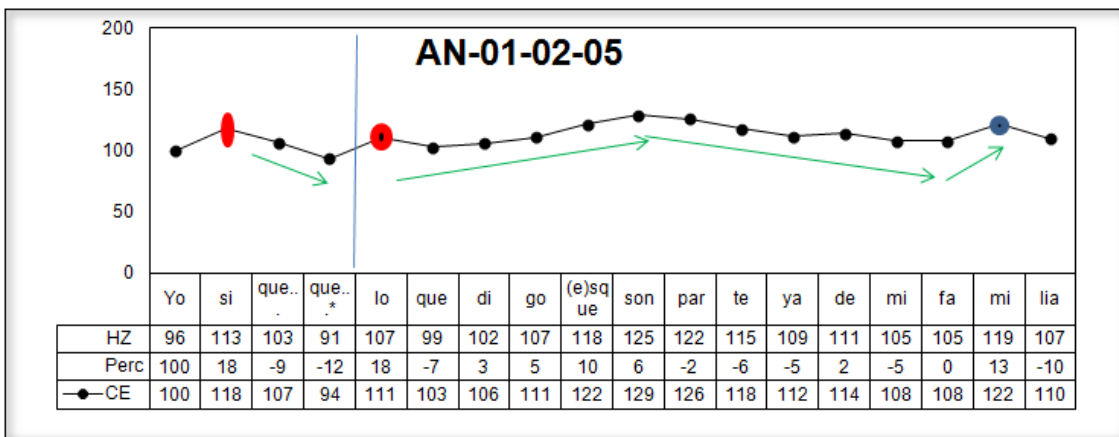 AN-01-02-05
200
150
100
50
0
Yo si que... que...* lo que di go (e)sque son par te ya de mi fa mi lia
HZ 96 113 103 91 107 99 102 107 118 125 122 115 109 111 105 105 119 107
Perc 100 18 -9 -12 18 -7 3 5 10 6 -2 -6 -5 2 -5 0 13 -10
CE 100 118 107 94 111 103 106 111 122 129 126 118 112 114 108 108 122 110